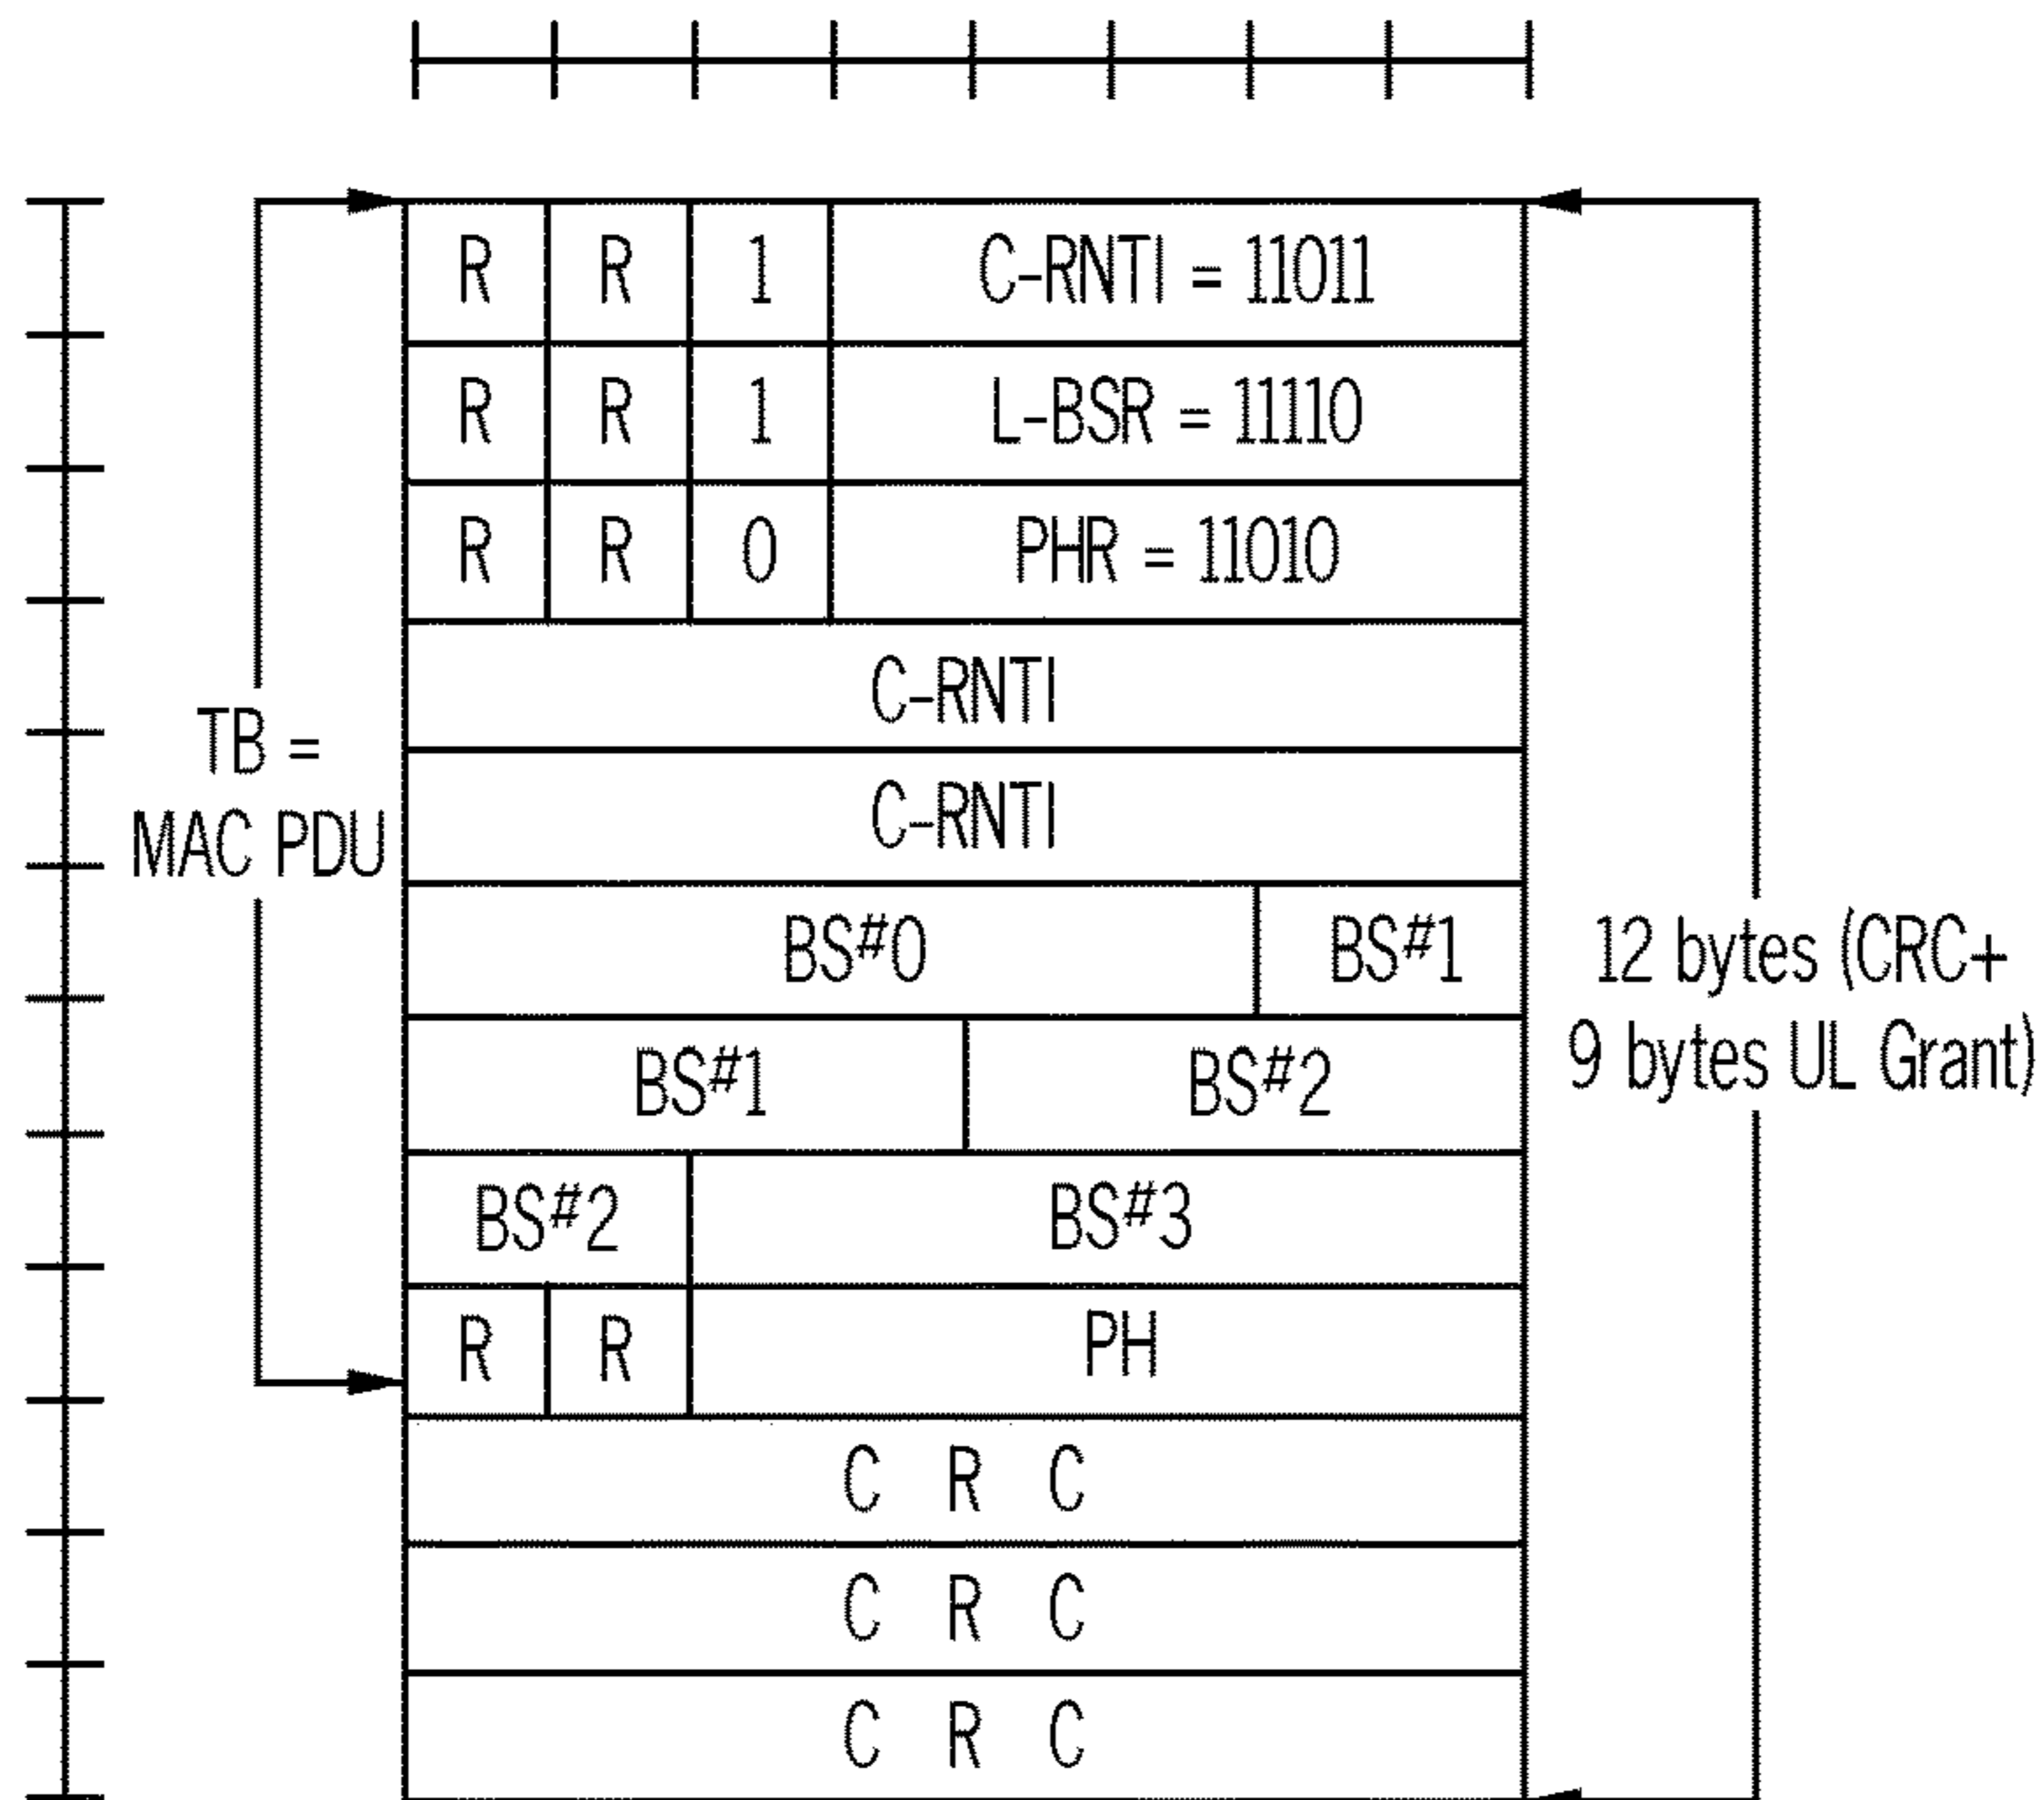 R R 1 C-RNTI = 11011
R R 1 L-BSR = 11110
R R 0 PHR = 11010
C-RNTI
TB =
MAC PDU
C-RNTI
BS#0 BS#1
12 bytes (CRC+
9 bytes UL Grant)
BS#1 BS#2
BS#2 BS#3
R R PH
C R C
C R C
C R C